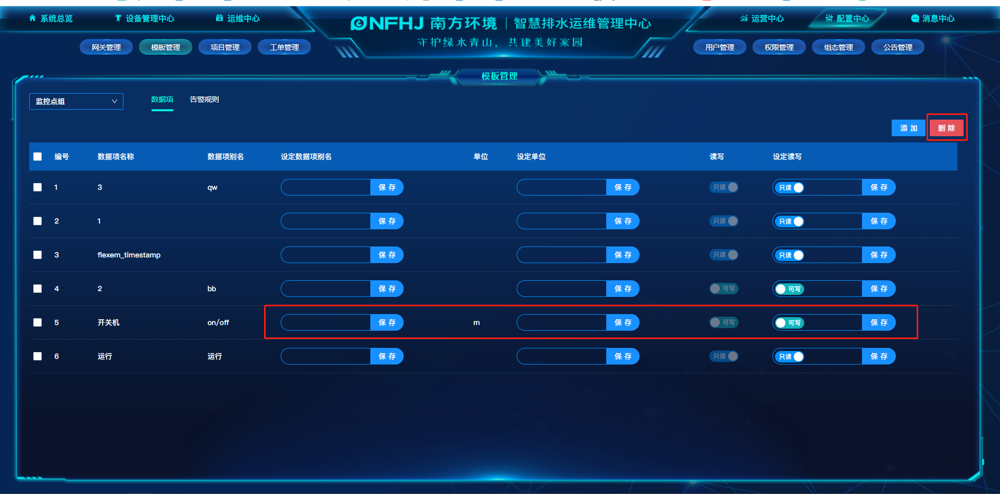 系统总览 设备管理中心 运维中心 NFHJ 南方环境 | 智慧排水运维管理中心 运营中心 配置中心 消息中心
守护绿水青山，共建美好家园
网关管理 模板管理 项目管理 工单管理 用户管理 权限管理 组态管理 公告管理
模板管理
监控点组 数据项 告警规则
添 加 删 除
编号 数据项名称 数据项别名 设定数据项别名 单位 设定单位 读写 设定读写
1 3 qw 保 存 保 存 只读 只读 保 存
2 1 保 存 保 存 只读 只读 保 存
3 flexem_timestamp 保 存 保 存 只读 只读 保 存
4 2 bb 保 存 保 存 可写 可写 保 存
5 开关机 on/off 保 存 m 保 存 可写 可写 保 存
6 运行 运行 保 存 保 存 只读 只读 保 存